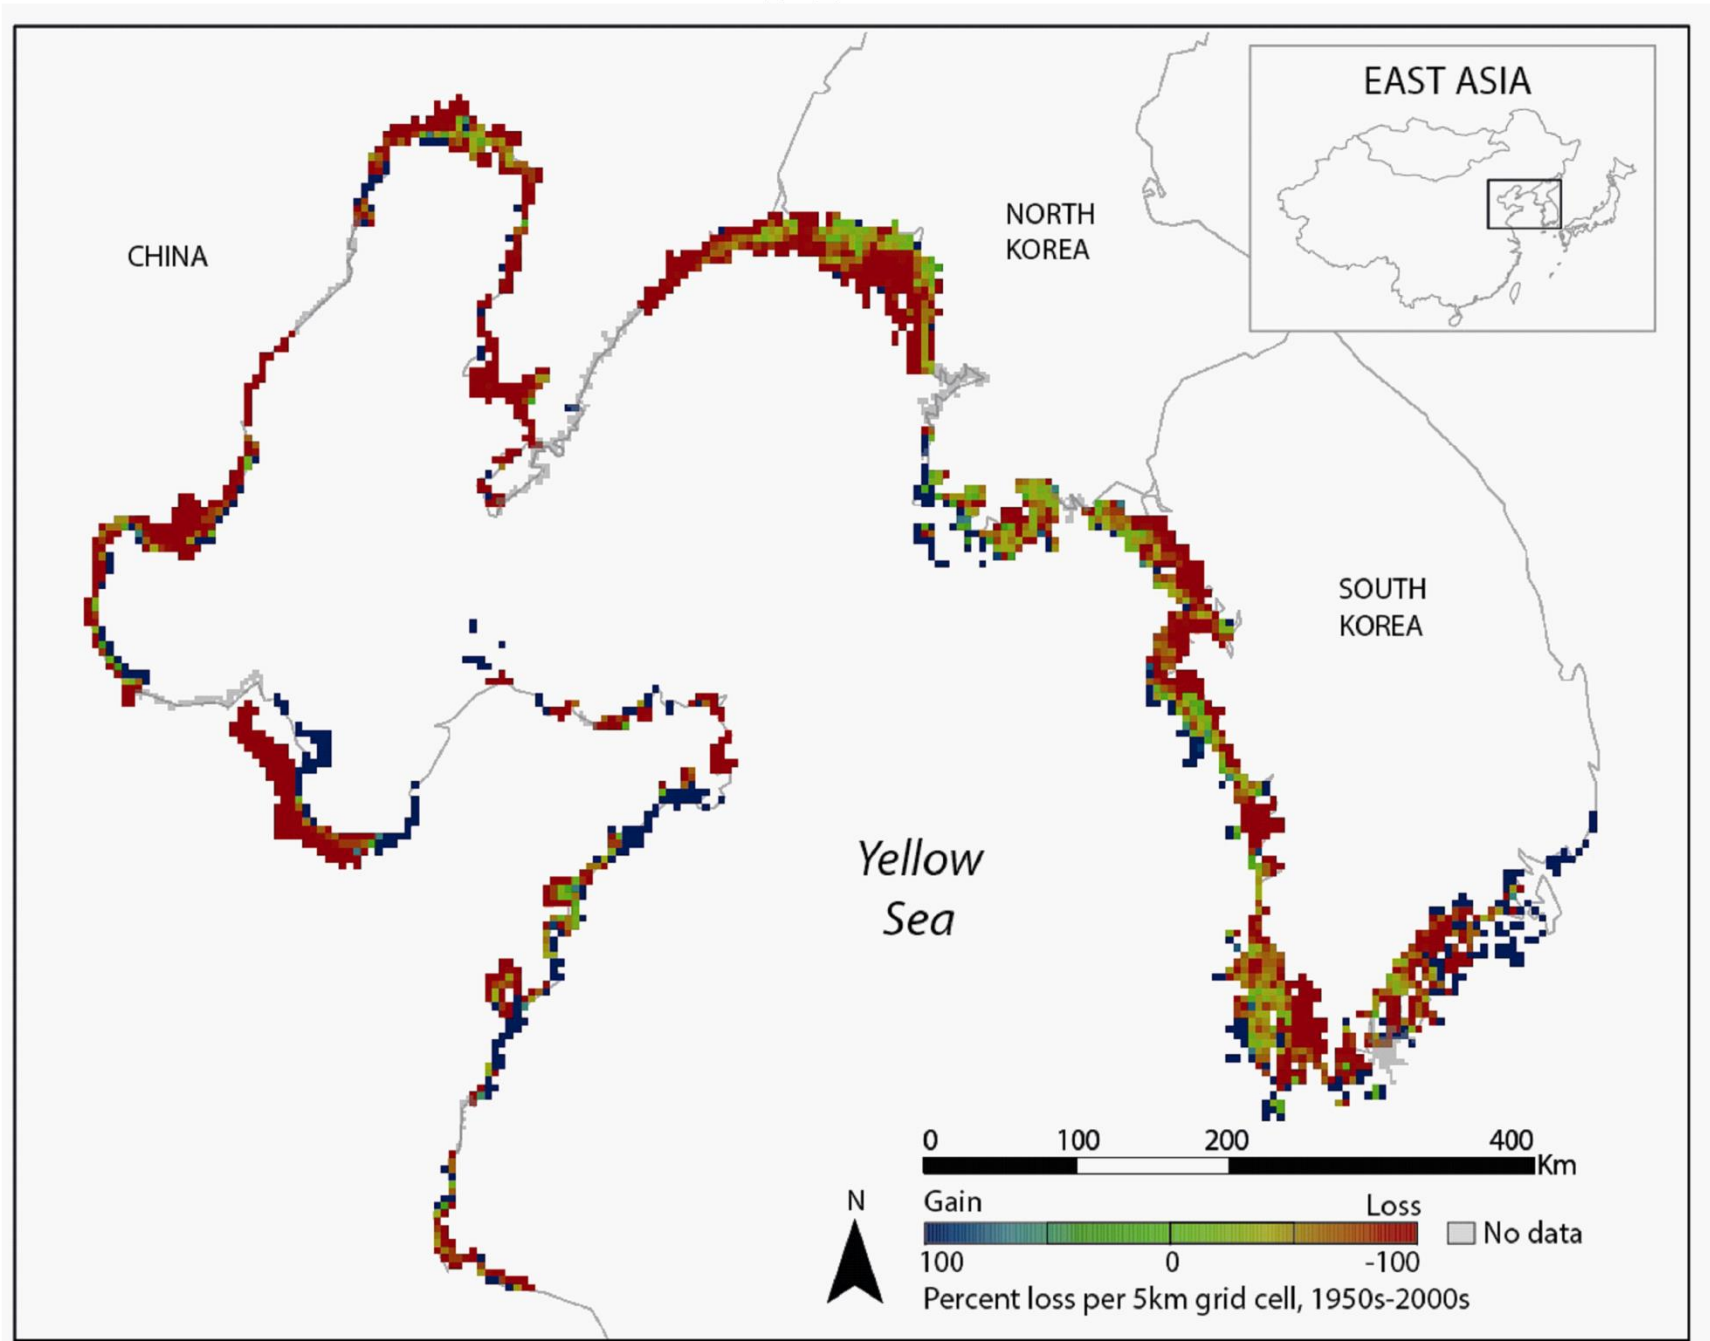 EAST ASIA
CHINA
NORTH
KOREA
SOUTH
KOREA
Yellow
Sea
0 100 200 400
Km
N
Gain Loss
No data
100 0 -100
Percent loss per 5km grid cell, 1950s-2000s